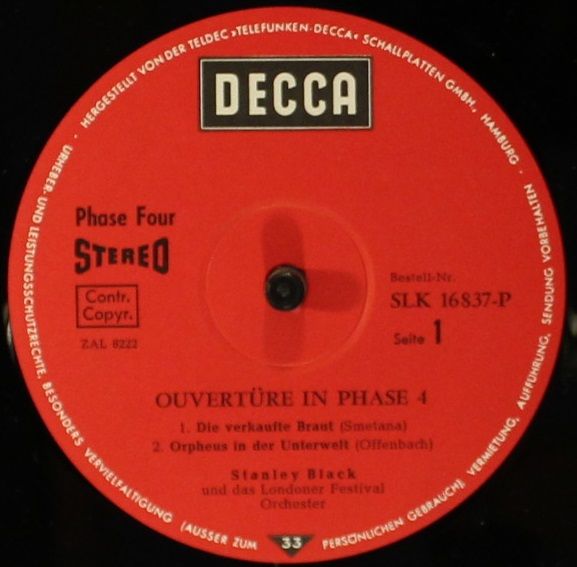 · HERGESTELLT VON DER TELDEC »TELEFUNKEN-DECCA« SCHALLPLATTEN GMBH., HAMBURG ·
DECCA
Phase Four
STEREO
Contr.
Copyr.
ZAL 8222
Bestell-Nr.
SLK 16837-P
Seite 1
OUVERTÜRE IN PHASE 4
1. Die verkaufte Braut (Smetana)
2. Orpheus in der Unterwelt (Offenbach)
Stanley Black
und das Londoner Festival
Orchester
URHEBER- UND LEISTUNGSSCHUTZRECHTE, BESONDERS VERVIELFÄLTIGUNG (AUSSER ZUM PERSÖNLICHEN GEBRAUCH), VERMIETUNG, AUFFÜHRUNG, SENDUNG VORBEHALTEN
33